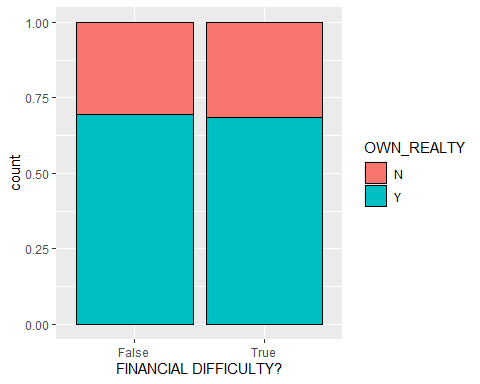 1.00
0.75
0.50
0.25
0.00
count
False True
FINANCIAL DIFFICULTY?
OWN_REALTY
N
Y